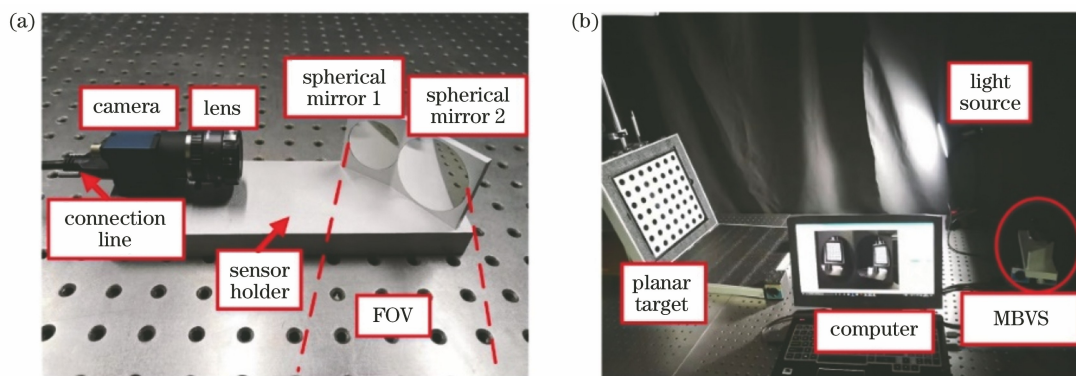 (a)
camera
lens
spherical
mirror 1
spherical
mirror 2
connection
line
sensor
holder
FOV
(b)
light
source
planar
target
computer
MBVS